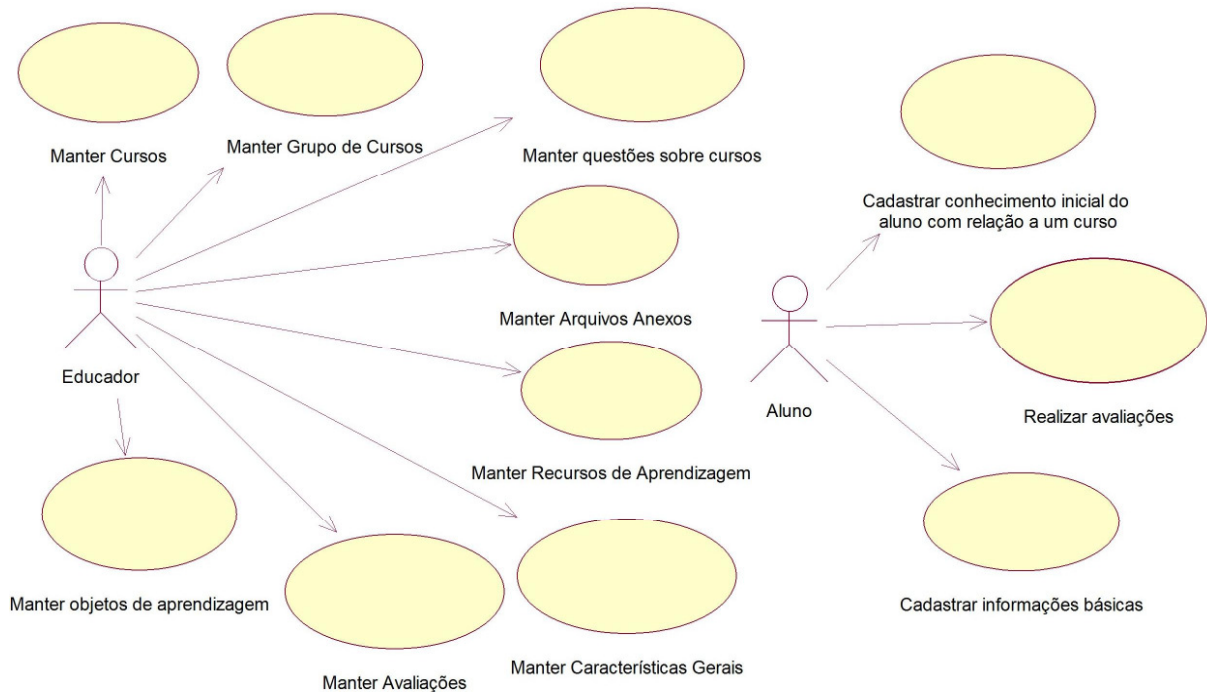 Manter Cursos
Manter Grupo de Cursos
Manter questões sobre cursos
Cadastrar conhecimento inicial do
aluno com relação a um curso
Manter Arquivos Anexos
Educador
Aluno
Realizar avaliações
Manter Recursos de Aprendizagem
Manter objetos de aprendizagem
Cadastrar informações básicas
Manter Avaliações
Manter Características Gerais